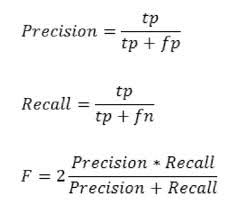 Precision = tp / tp + fp
Recall = tp / tp + fn
F = 2 Precision * Recall / Precision + Recall